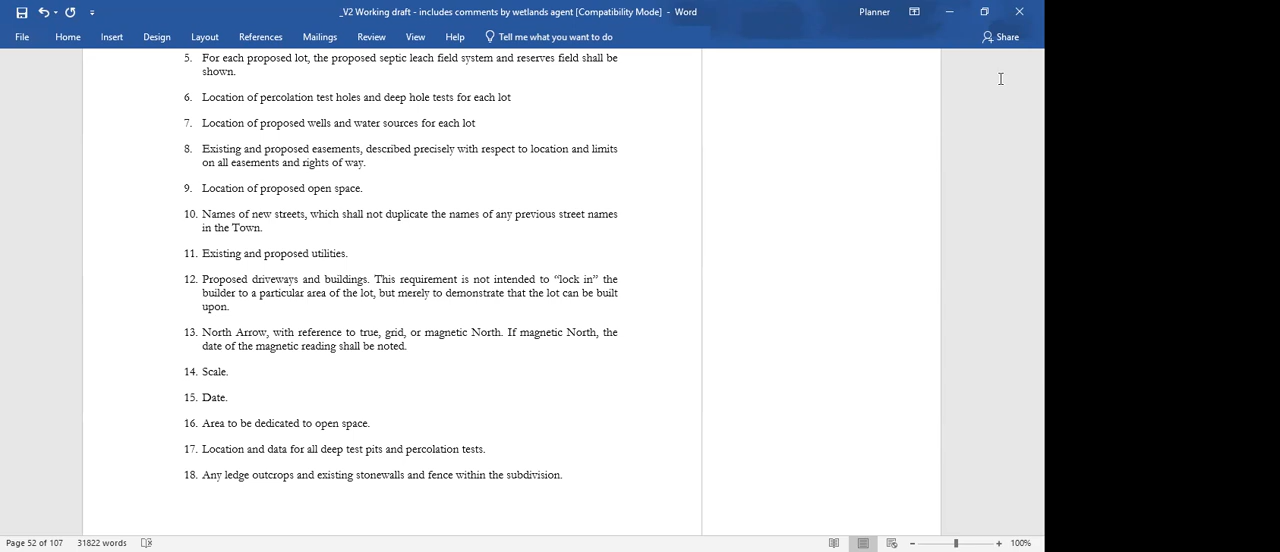 _V2 Working draft - includes comments by wetlands agent [Compatibility Mode] - Word
Planner
File Home Insert Design Layout References Mailings Review View Help Tell me what you want to do Share
5. For each proposed lot, the proposed septic leach field system and reserves field shall be
shown.
6. Location of percolation test holes and deep hole tests for each lot
7. Location of proposed wells and water sources for each lot
8. Existing and proposed easements, described precisely with respect to location and limits
on all easements and rights of way.
9. Location of proposed open space.
10. Names of new streets, which shall not duplicate the names of any previous street names
in the Town.
11. Existing and proposed utilities.
12. Proposed driveways and buildings. This requirement is not intended to “lock in” the
builder to a particular area of the lot, but merely to demonstrate that the lot can be built
upon.
13. North Arrow, with reference to true, grid, or magnetic North. If magnetic North, the
date of the magnetic reading shall be noted.
14. Scale.
15. Date.
16. Area to be dedicated to open space.
17. Location and data for all deep test pits and percolation tests.
18. Any ledge outcrops and existing stonewalls and fence within the subdivision.
Page 52 of 107 31822 words 100%